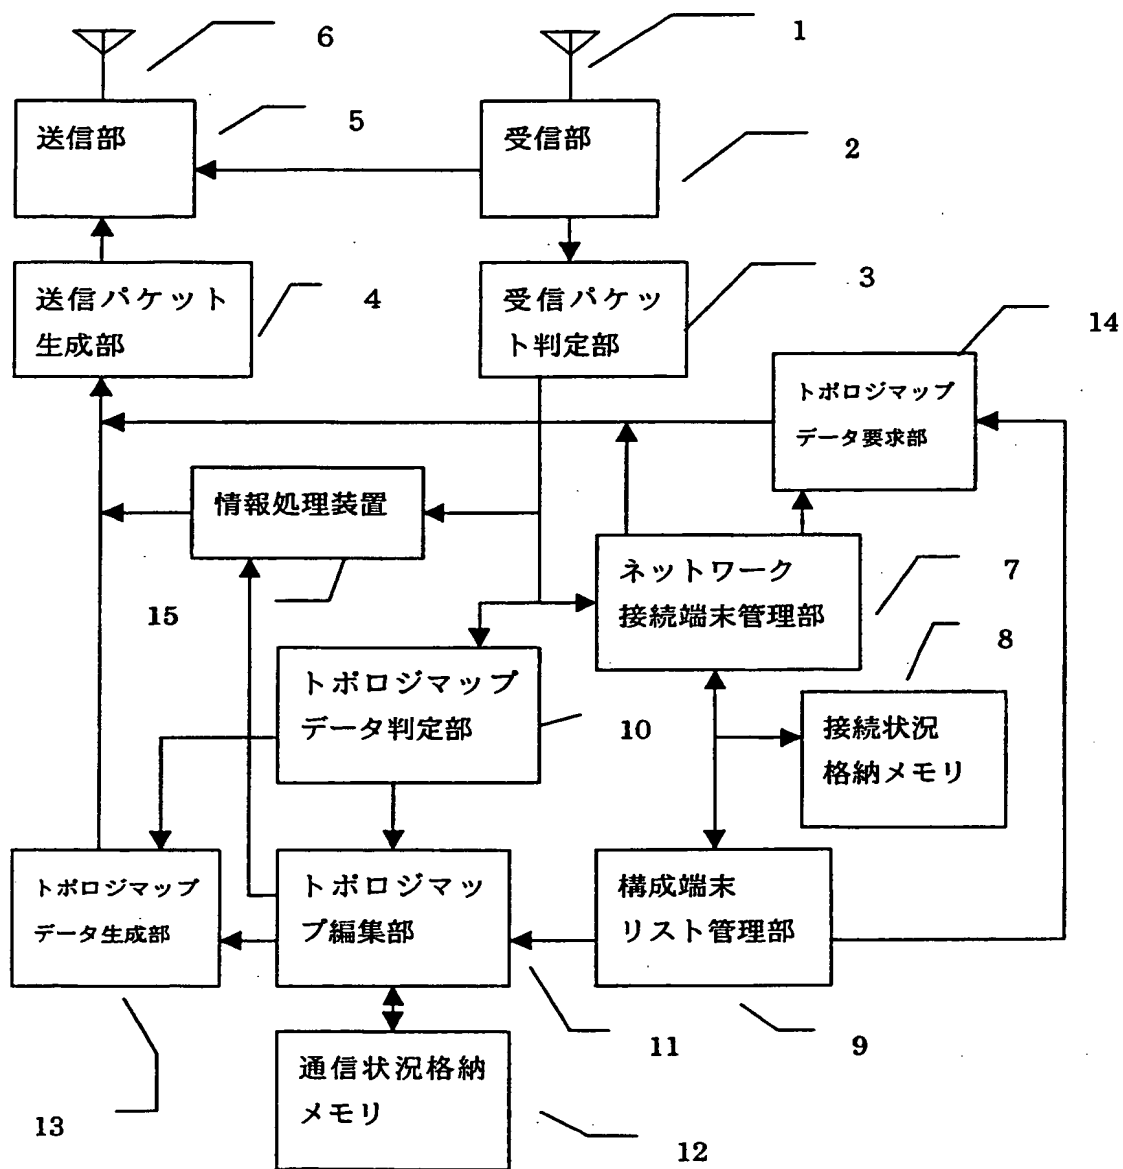 6
1
送信部
5
受信部
2
送信パケット
生成部
4
受信パケッ
ト判定部
3
14
トポロジマップ
データ要求部
情報処理装置
15
ネットワーク
接続端末管理部
7
8
トポロジマップ
データ判定部
10
接続状況
格納メモリ
トポロジマップ
データ生成部
トポロジマッ
プ編集部
構成端末
リスト管理部
11
9
13
通信状況格納
メモリ
12